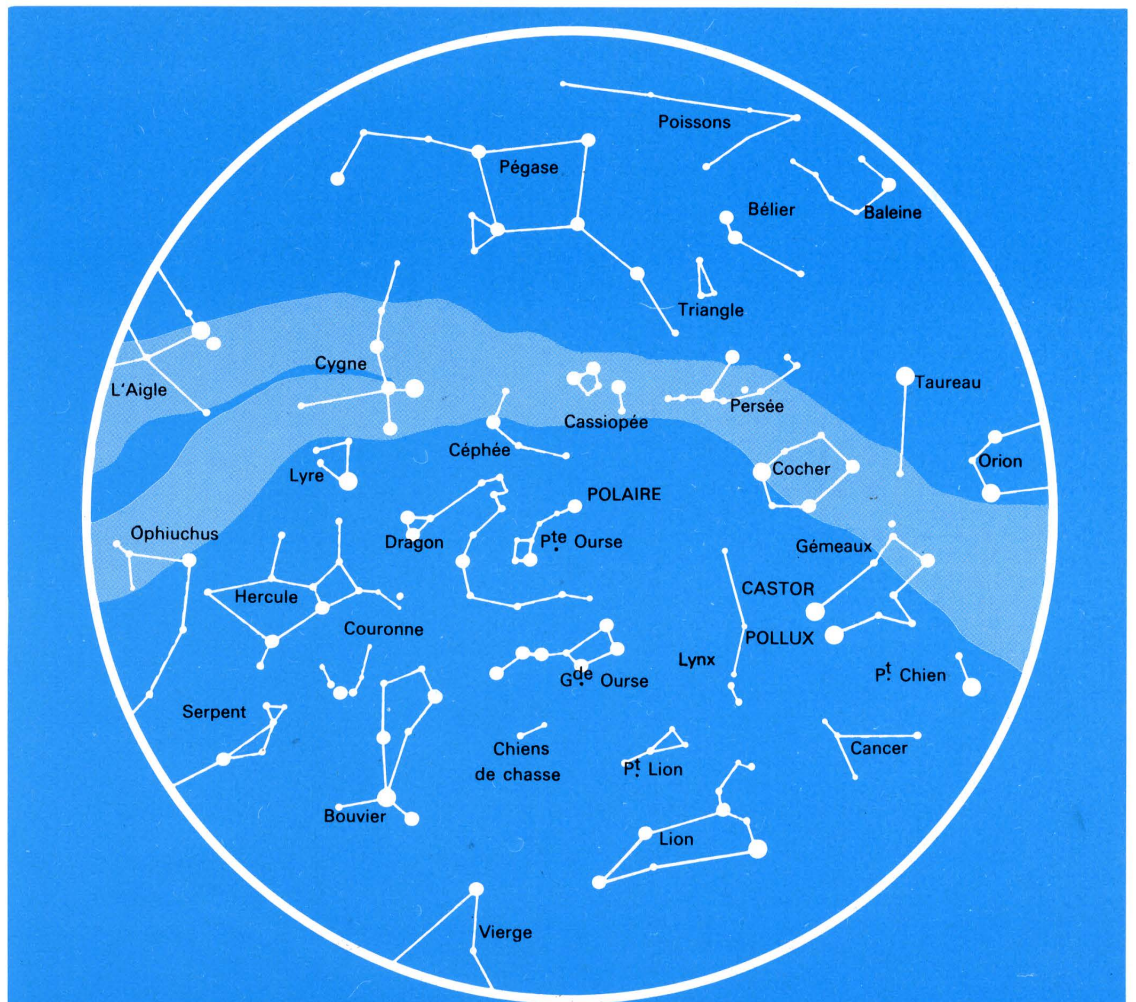 Poissons
Pégase
Bélier
Baleine
Triangle
Cygne
L'Aigle
Taureau
Persée
Cassiopée
Céphée
Lyre
Cocher
Orion
POLAIRE
Ophiuchus
Dragon
Pte Ourse
Gémeaux
CASTOR
Hercule
Couronne
POLLUX
Lynx
Pt Chien
Gde Ourse
Serpent
Chiens
de chasse
Cancer
Pt Lion
Bouvier
Lion
Vierge